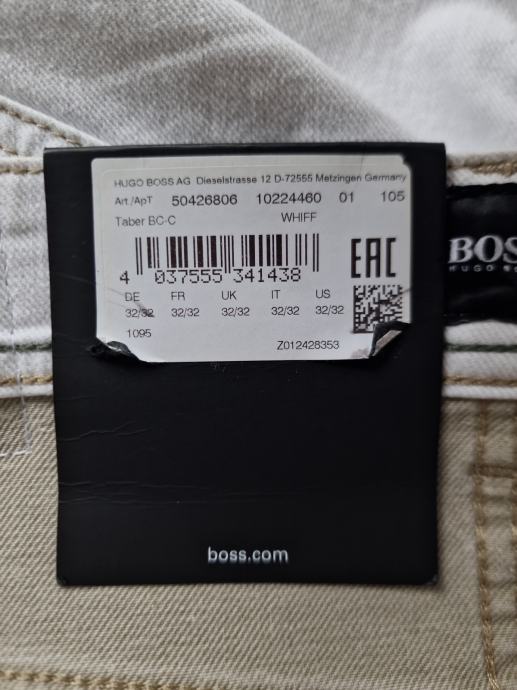 HUGO BOSS AG Dieselstrasse 12 D-72555 Metzingen Germany
Art./ApT 50426806 10224460 01 105
Taber BC-C WHIFF
4 037555 341438
EAC
DE FR UK IT US
32/32 32/32 32/32 32/32 32/32
1095
Z012428353
BOS
HUGO
boss.com